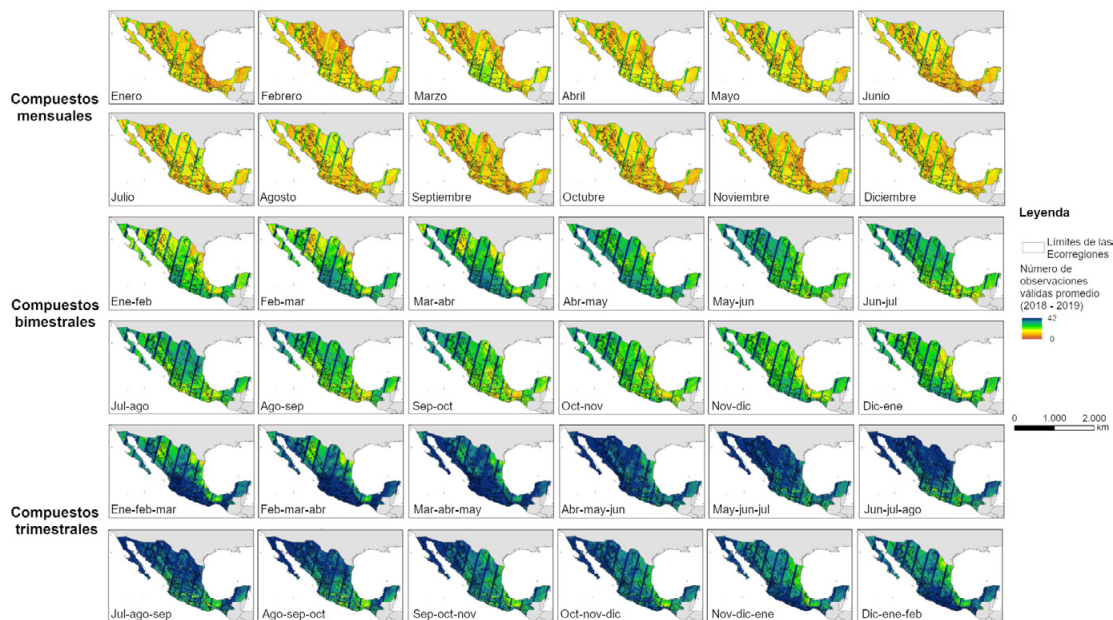 Compuestos
mensuales
Enero
Febrero
Marzo
Abril
Mayo
Junio
Julio
Agosto
Septiembre
Octubre
Noviembre
Diciembre
Compuestos
bimestrales
Ene-feb
Feb-mar
Mar-abr
Abr-may
May-jun
Jun-jul
Jul-ago
Ago-sep
Sep-oct
Oct-nov
Nov-dic
Dic-ene
Compuestos
trimestrales
Ene-feb-mar
Feb-mar-abr
Mar-abr-may
Abr-may-jun
May-jun-jul
Jun-jul-ago
Jul-ago-sep
Ago-sep-oct
Sep-oct-nov
Oct-nov-dic
Nov-dic-ene
Dic-ene-feb
Leyenda
Límites de las
Ecorregiones
Número de
observaciones
válidas promedio
(2018 - 2019)
42
0
0 1.000 2.000
km